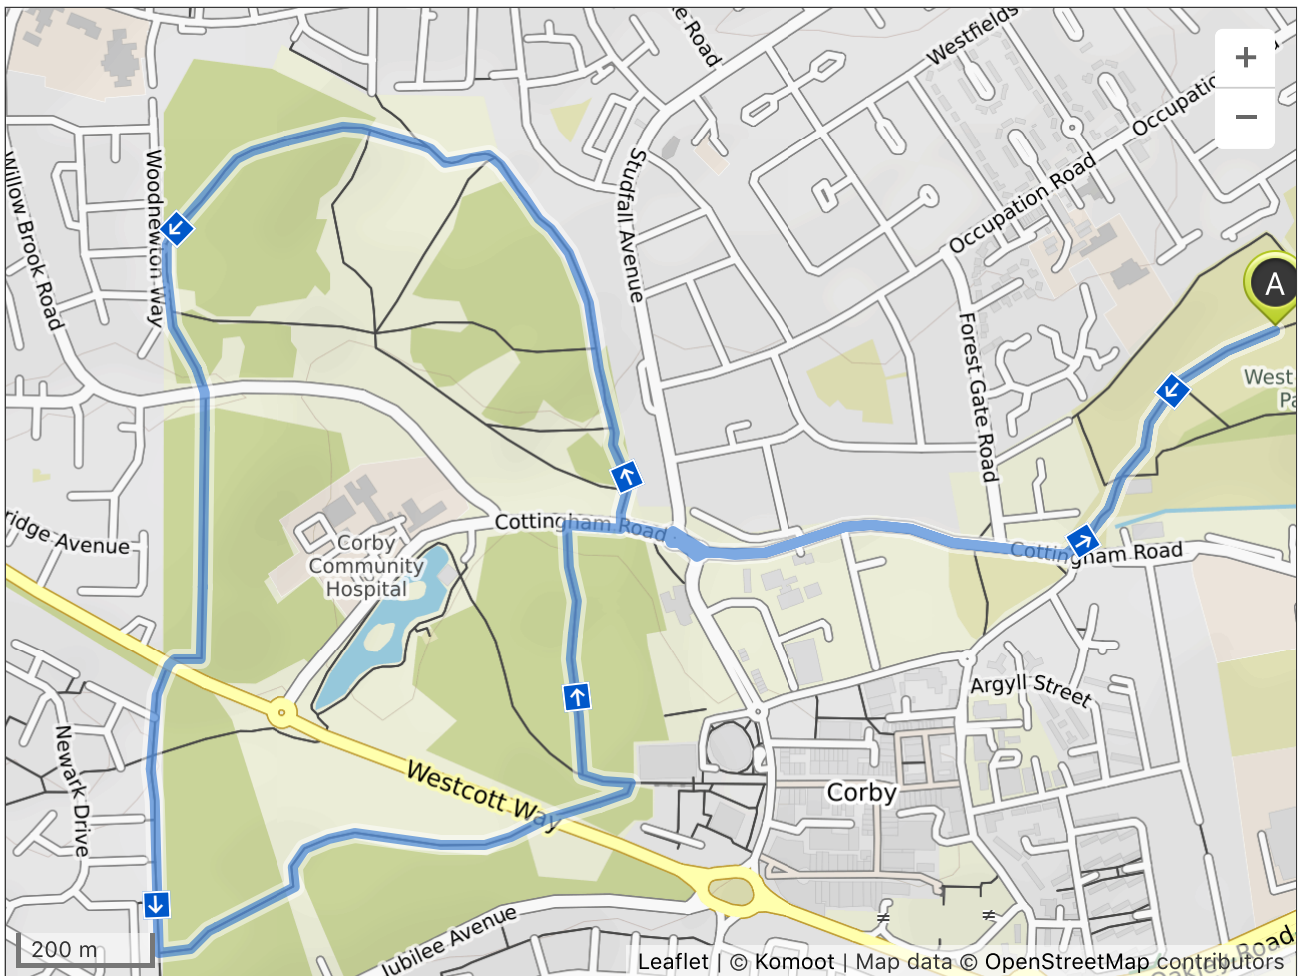 e Road
Westfields
+
−
Occupatio
Willow Brook Road
Woodnewton Way
Studfall Avenue
Occupation Road
A
Forest Gate Road
West
Pa
ridge Avenue
Cottingham Road
Corby
Community
Hospital
Cottingham Road
Argyll Street
Newark Drive
Westcott Way
Corby
Jubilee Avenue
200 m
Road
Leaflet | © Komoot | Map data © OpenStreetMap contributors